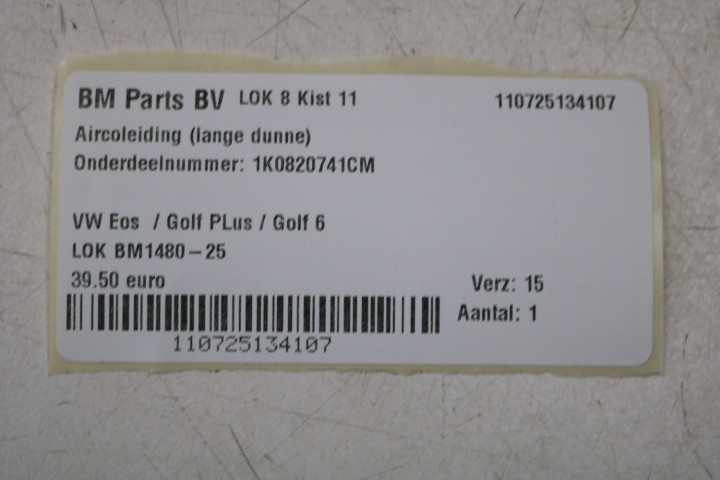 BM Parts BV LOK 8 Kist 11 110725134107
Aircoleiding (lange dunne)
Onderdeelnummer: 1K0820741CM
VW Eos / Golf PLus / Golf 6
LOK BM1480-25
39.50 euro Verz: 15
Aantal: 1
110725134107